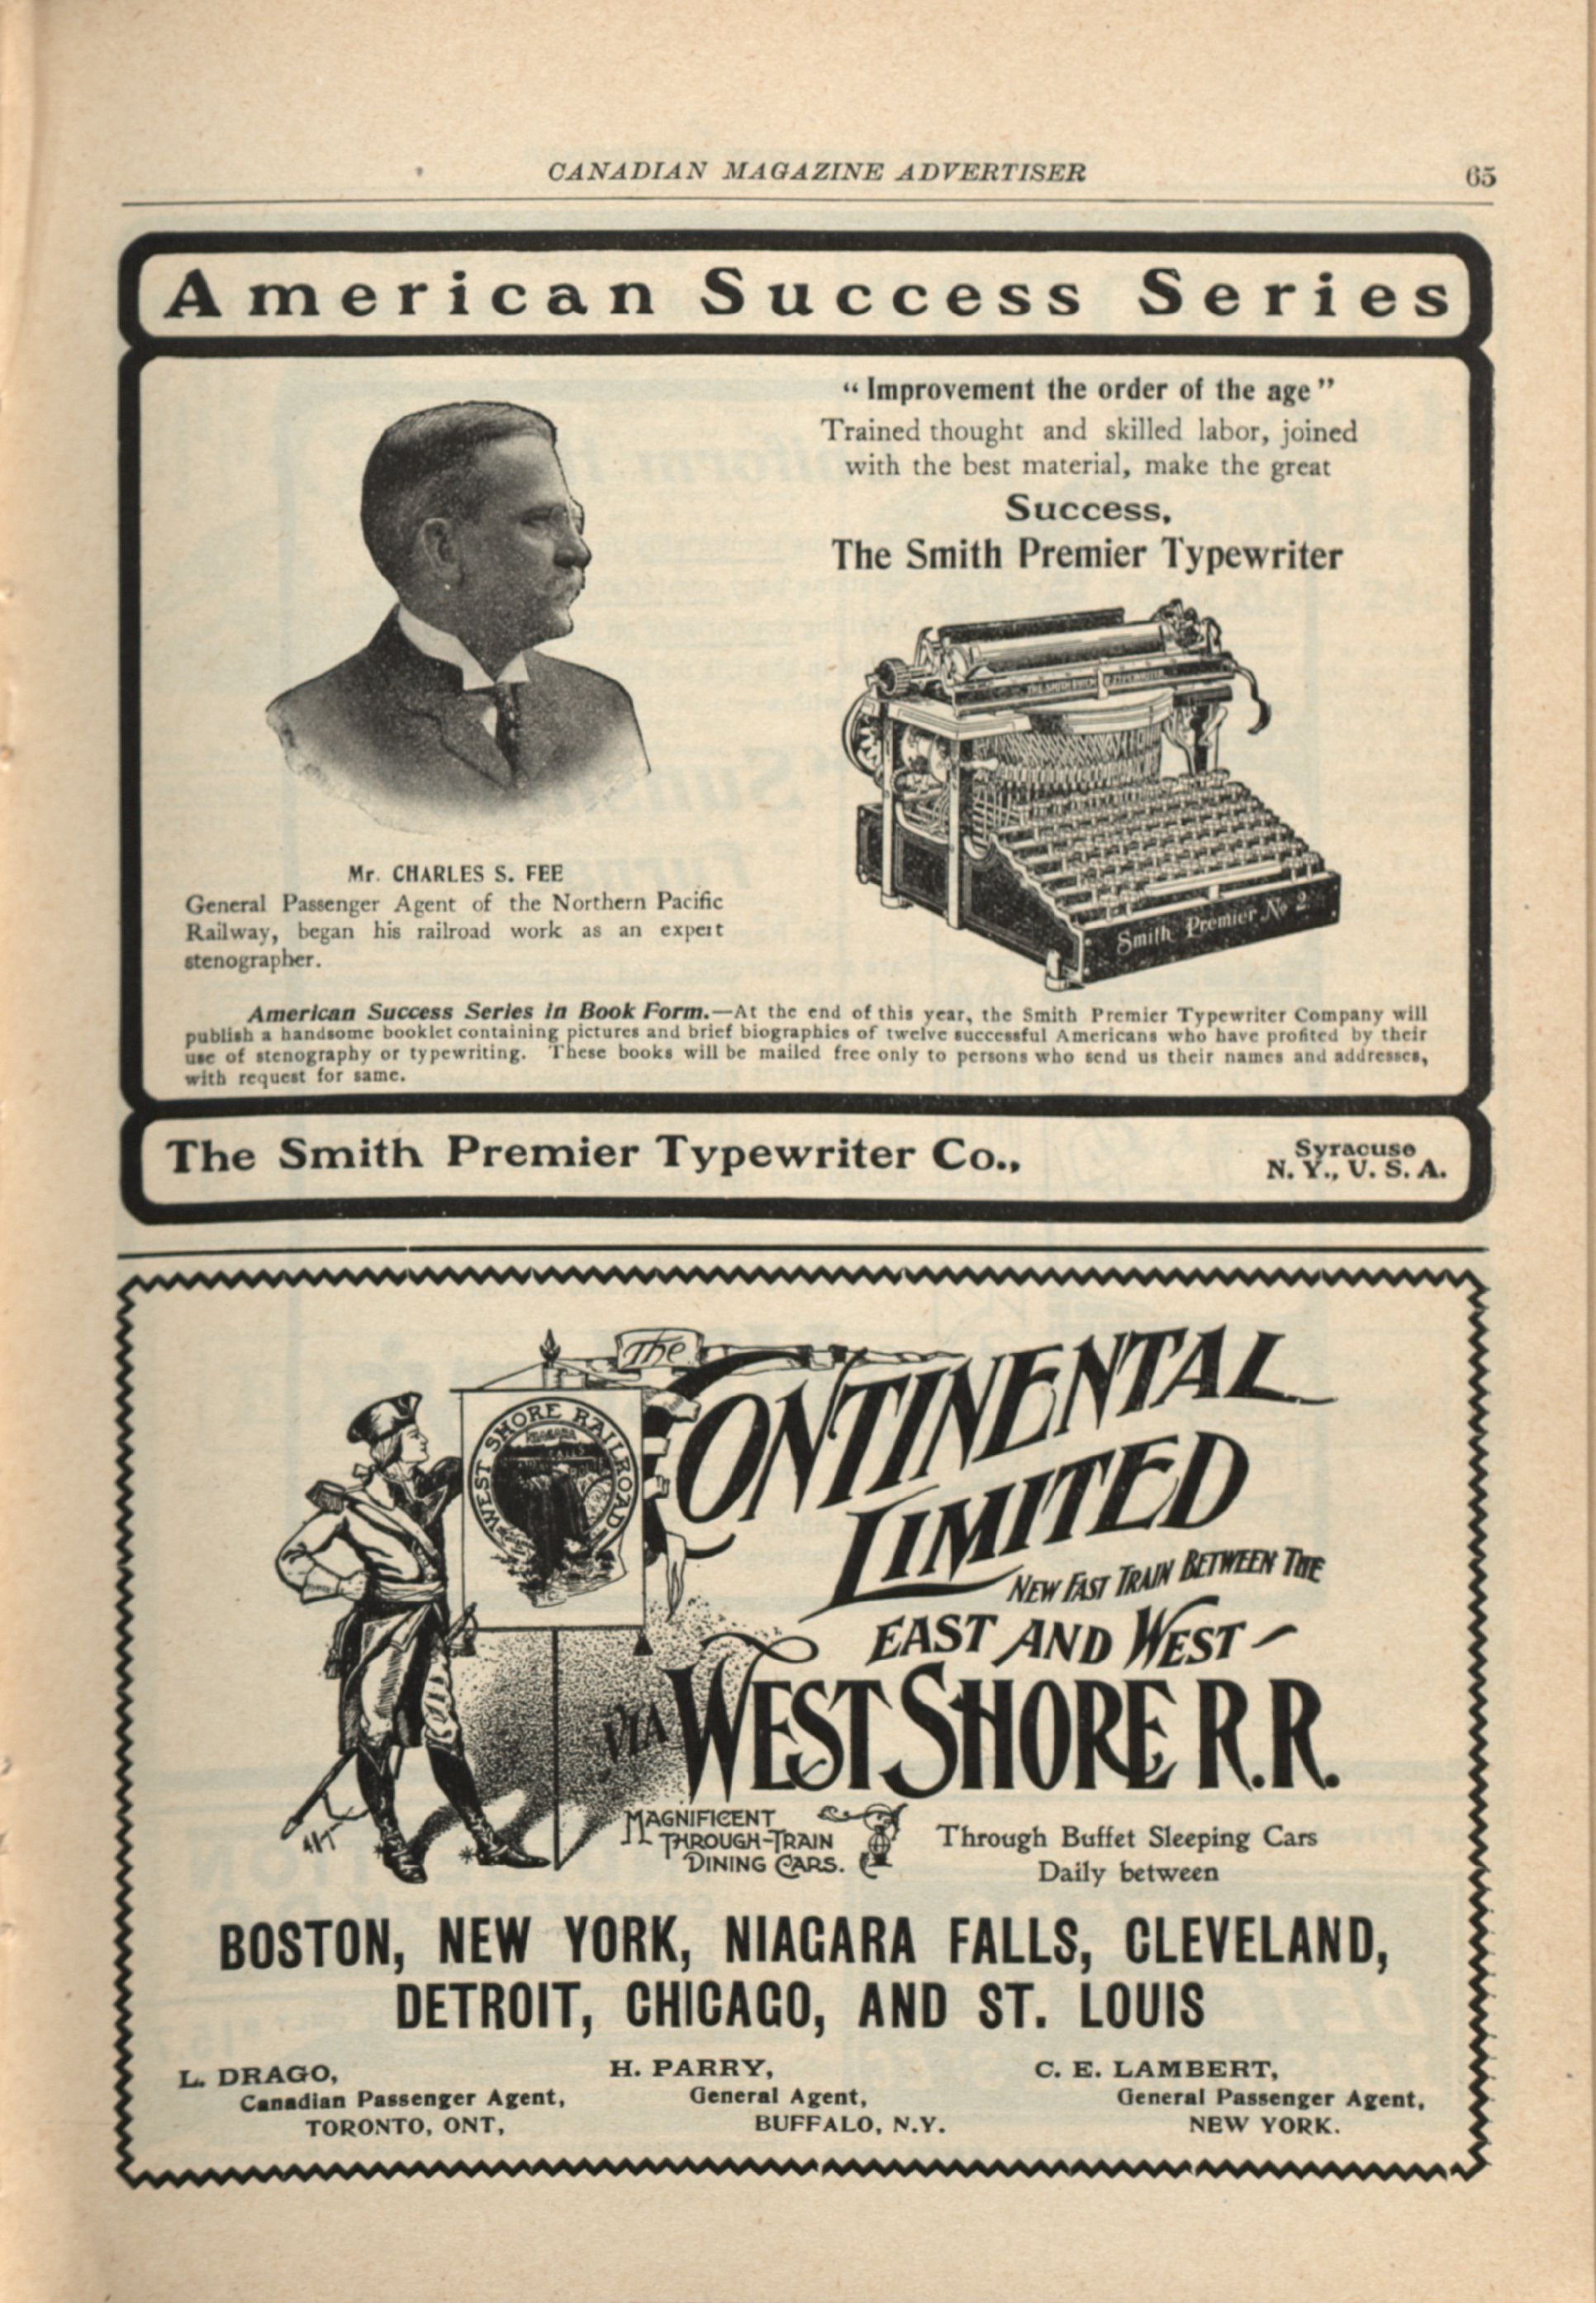 CANADIAN MAGAZINE ADVERTISER 65
American Success Series
"Improvement the order of the age"
Trained thought and skilled labor, joined
with the best material, make the great
Success,
The Smith Premier Typewriter
THE SMITH PREMIER TYPEWRITER
Smith Premier No 2
Mr. CHARLES S. FEE
General Passenger Agent of the Northern Pacific
Railway, began his railroad work as an expert
stenographer.
American Success Series in Book Form.—At the end of this year, the Smith Premier Typewriter Company will
publish a handsome booklet containing pictures and brief biographies of twelve successful Americans who have profited by their
use of stenography or typewriting. These books will be mailed free only to persons who send us their names and addresses,
with request for same.
The Smith Premier Typewriter Co.,
Syracuse
N. Y., U. S. A.
The
CONTINENTAL
LIMITED
WEST SHORE RAILROAD
NIAGARA
FALLS
NEW FAST TRAIN BETWEEN THE
EAST AND WEST
VIA WEST SHORE R.R.
MAGNIFICENT
THROUGH-TRAIN
DINING CARS.
Through Buffet Sleeping Cars
Daily between
BOSTON, NEW YORK, NIAGARA FALLS, CLEVELAND,
DETROIT, CHICAGO, AND ST. LOUIS
L. DRAGO,
Canadian Passenger Agent,
TORONTO, ONT,
H. PARRY,
General Agent,
BUFFALO, N.Y.
C. E. LAMBERT,
General Passenger Agent,
NEW YORK.